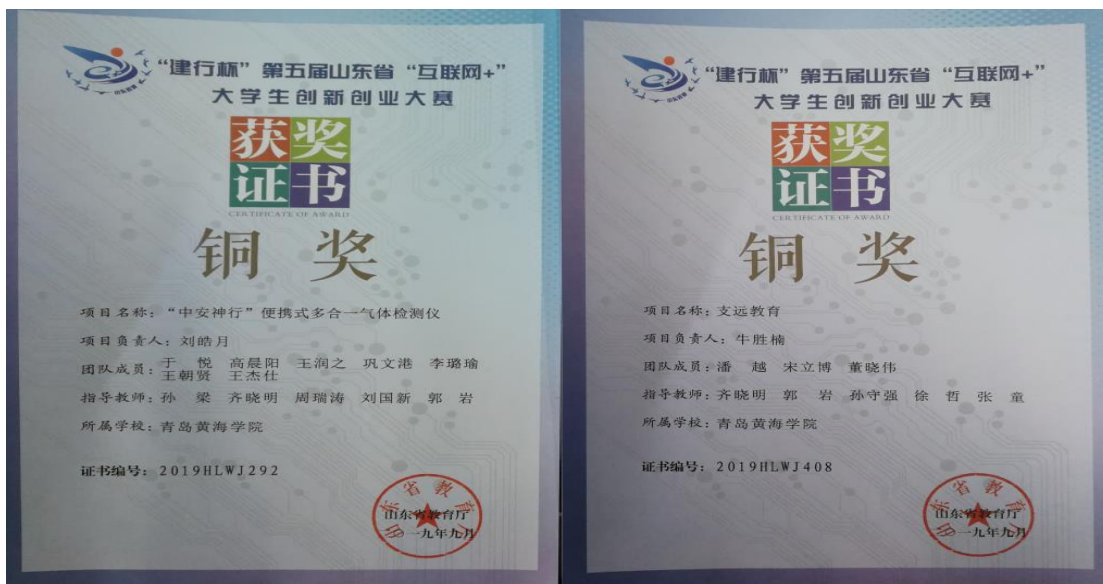 “建行杯”第五届山东省“互联网+”
大学生创新创业大赛
获奖
证书
CERTIFICATE OF AWARD
铜 奖
项目名称：“中安神行”便携式多合一气体检测仪
项目负责人：刘皓月
团队成员：于 悦 高晨阳 王润之 巩文港 李璐瑜
王朝贤 王杰仕
指导教师：孙 梁 齐晓明 周瑞涛 刘国新 郭 岩
所属学校：青岛黄海学院
证书编号：2019HLWJ292
山东省教育厅
一九年九月
“建行杯”第五届山东省“互联网+”
大学生创新创业大赛
获奖
证书
CERTIFICATE OF AWARD
铜 奖
项目名称：支远教育
项目负责人：牛胜楠
团队成员：潘 越 宋立博 董晓伟
指导教师：齐晓明 郭 岩 孙守强 徐 哲 张 童
所属学校：青岛黄海学院
证书编号：2019HLWJ408
山东省教育厅
一九年九月